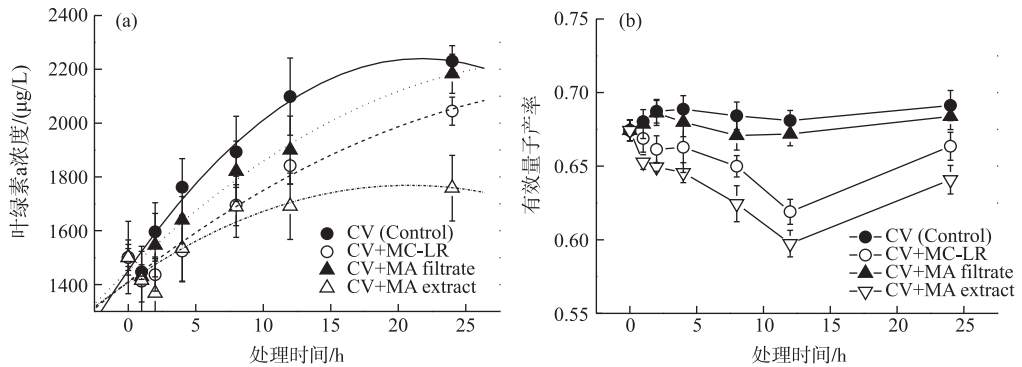 (a)
叶绿素a浓度/(μg/L)
2400
2200
2000
1800
1600
1400
CV (Control)
CV+MC-LR
CV+MA filtrate
CV+MA extract
0 5 10 15 20 25
处理时间/h
(b)
有效量子产率
0.75
0.70
0.65
0.60
0.55
CV (Control)
CV+MC-LR
CV+MA filtrate
CV+MA extract
0 5 10 15 20 25
处理时间/h